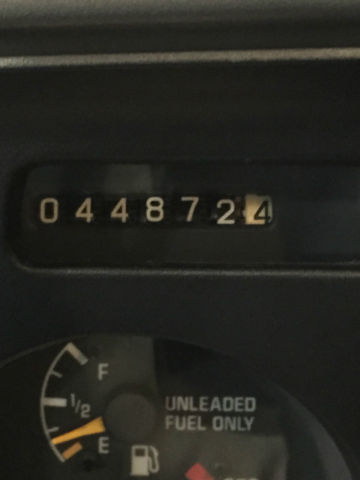 0448724
F
1/2
E
UNLEADED
FUEL ONLY